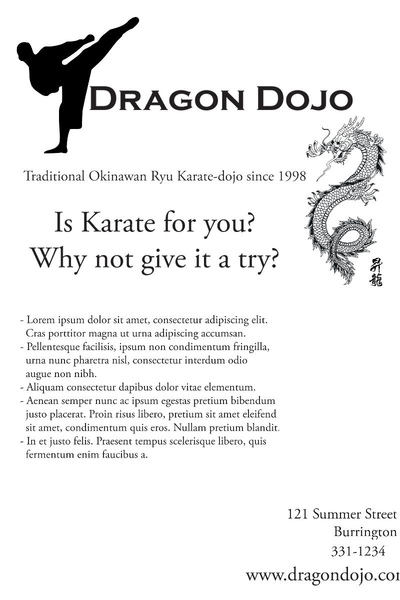 DRAGON DOJO
Traditional Okinawan Ryu Karate-dojo since 1998
Is Karate for you?
Why not give it a try?
昇龍
- Lorem ipsum dolor sit amet, consectetur adipiscing elit.
Cras porttitor magna ut urna adipiscing accumsan.
- Pellentesque facilisis, ipsum non condimentum fringilla,
urna nunc pharetra nisl, consectetur interdum odio
augue non nibh.
- Aliquam consectetur dapibus dolor vitae elementum.
- Aenean semper nunc ac ipsum egestas pretium bibendum
justo placerat. Proin risus libero, pretium sit amet eleifend
sit amet, condimentum quis eros. Nullam pretium blandit
- In et justo felis. Praesent tempus scelerisque libero, quis
fermentum enim faucibus a.
121 Summer Street
Burrington
331-1234
www.dragondojo.con